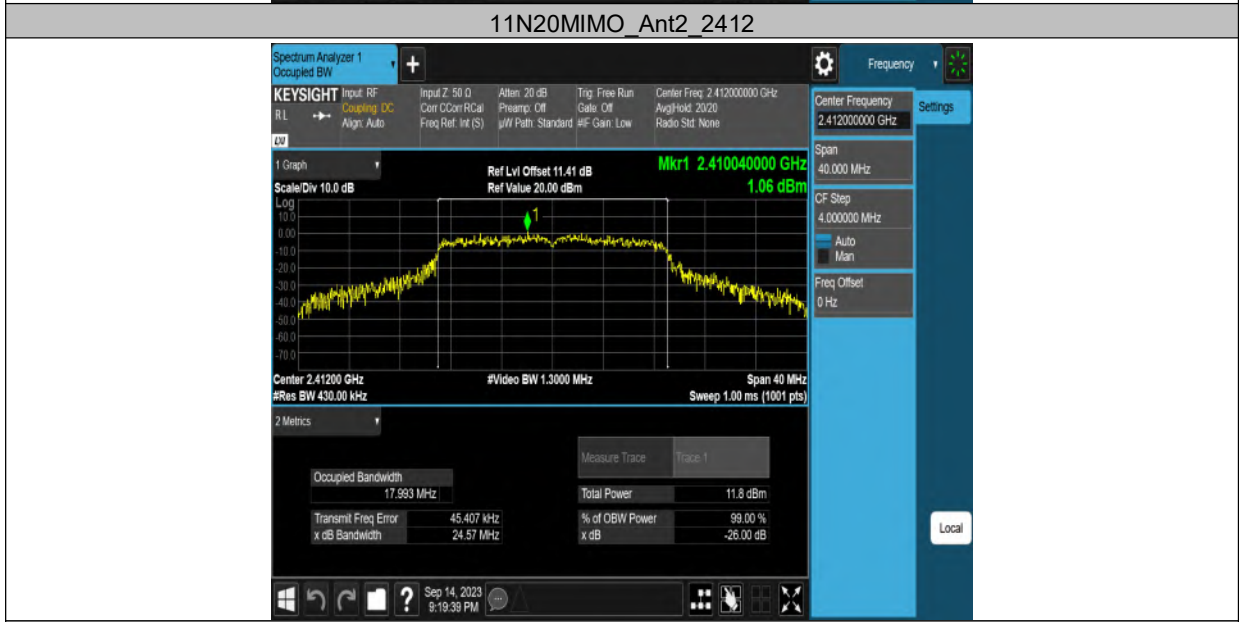 11N20MIMO_Ant2_2412
Spectrum Analyzer 1
Occupied BW
+
Frequency
KEYSIGHT
R L
LXI
Input: RF
Coupling: DC
Align: Auto
Input Z: 50 Ω
Corr CCorr RCal
Freq Ref: Int (S)
Atten: 20 dB
Preamp: Off
µW Path: Standard
Trig: Free Run
Gate: Off
#IF Gain: Low
Center Freq: 2.412000000 GHz
Avg|Hold: 20/20
Radio Std: None
Center Frequency
2.412000000 GHz
Settings
Span
40.000 MHz
CF Step
4.000000 MHz
Auto
Man
Freq Offset
0 Hz
1 Graph
Scale/Div 10.0 dB
Ref Lvl Offset 11.41 dB
Ref Value 20.00 dBm
Mkr1 2.410040000 GHz
1.06 dBm
Log
10.0
0.00
-10.0
-20.0
-30.0
-40.0
-50.0
-60.0
-70.0
1
Center 2.41200 GHz
#Res BW 430.00 kHz
#Video BW 1.3000 MHz
Span 40 MHz
Sweep 1.00 ms (1001 pts)
2 Metrics
Measure Trace Trace 1
Occupied Bandwidth
17.993 MHz
Total Power 11.8 dBm
Transmit Freq Error 45.407 kHz
% of OBW Power 99.00 %
x dB Bandwidth 24.57 MHz
x dB -26.00 dB
Local
?
Sep 14, 2023
9:19:39 PM